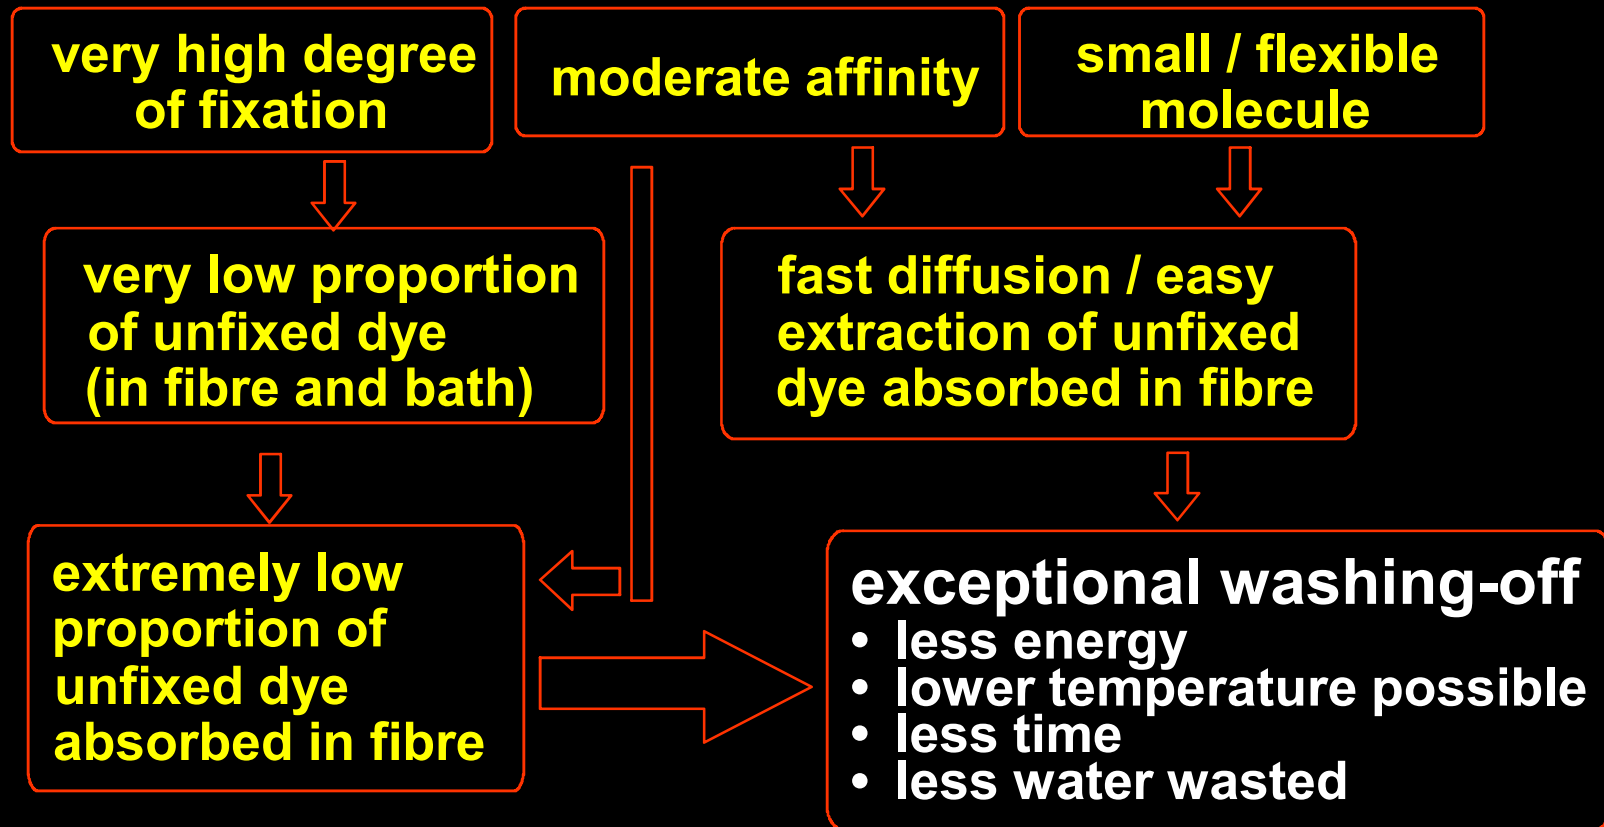 very high degree
of fixation
moderate affinity
small / flexible
molecule
very low proportion
of unfixed dye
(in fibre and bath)
fast diffusion / easy
extraction of unfixed
dye absorbed in fibre
extremely low
proportion of
unfixed dye
absorbed in fibre
exceptional washing-off
• less energy
• lower temperature possible
• less time
• less water wasted